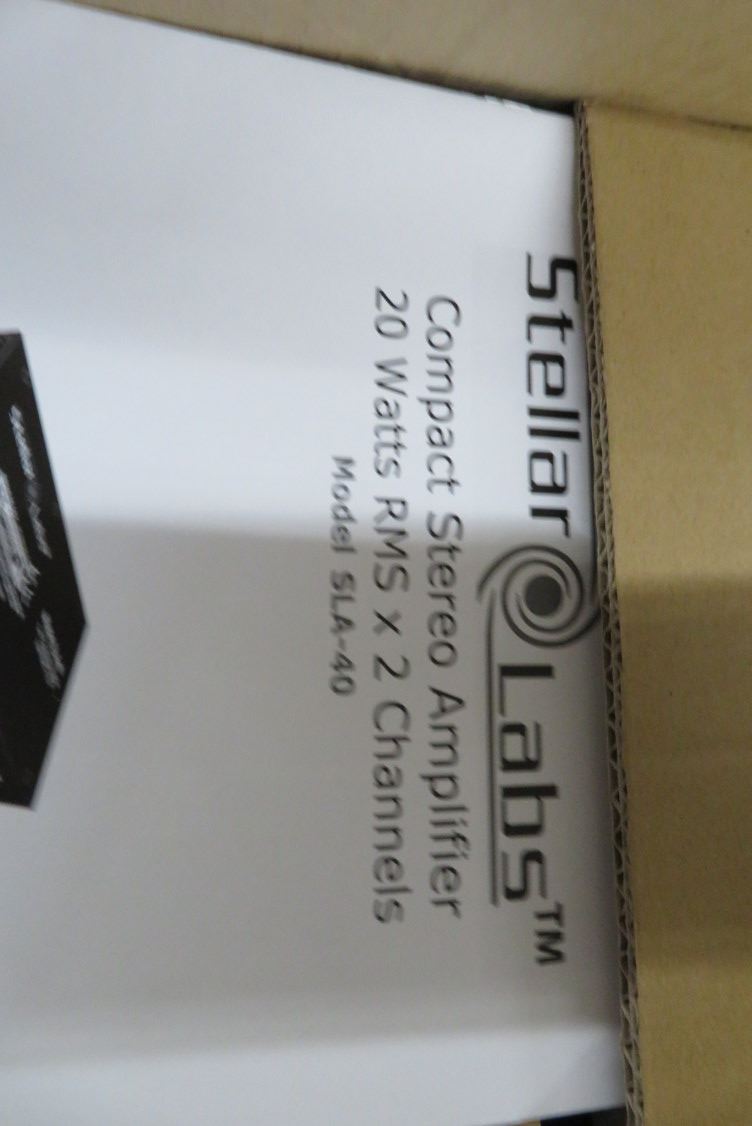 Stellar Labs™
Compact Stereo Amplifier
20 Watts RMS x 2 Channels
Model SLA-40